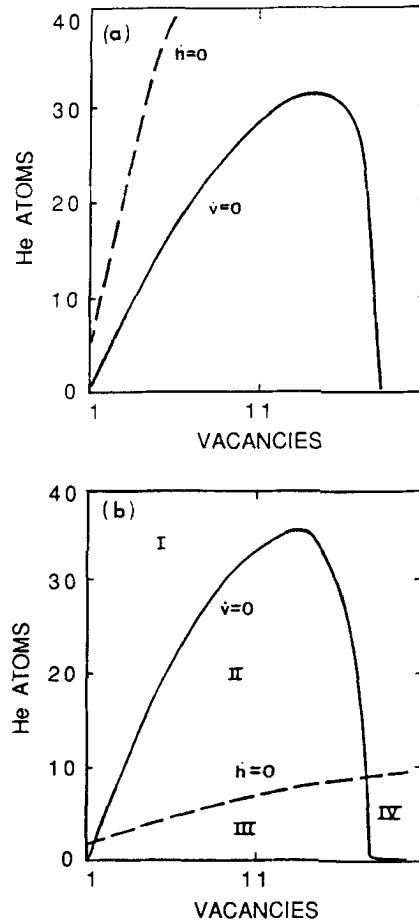 (a)
40
ḣ=0
30
20
v̇=0
10
0
He ATOMS
1 11
VACANCIES
(b)
40
I
30
v̇=0
20
II
ḣ=0
10
III IV
0
He ATOMS
1 11
VACANCIES